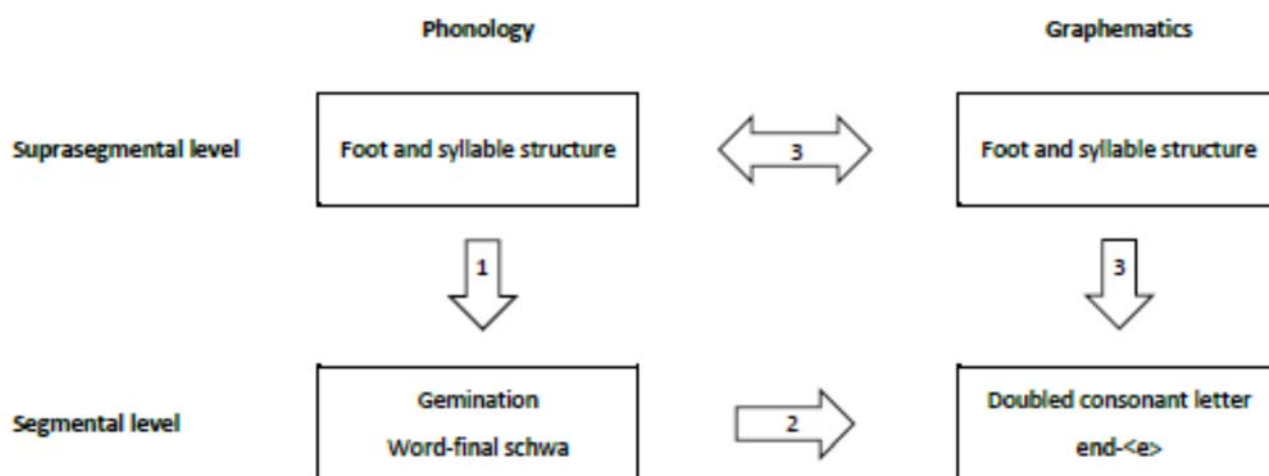 Phonology Graphematics
Suprasegmental level Foot and syllable structure 3 Foot and syllable structure
1 3
Gemination Doubled consonant letter
Segmental level 2
Word-final schwa end-<e>